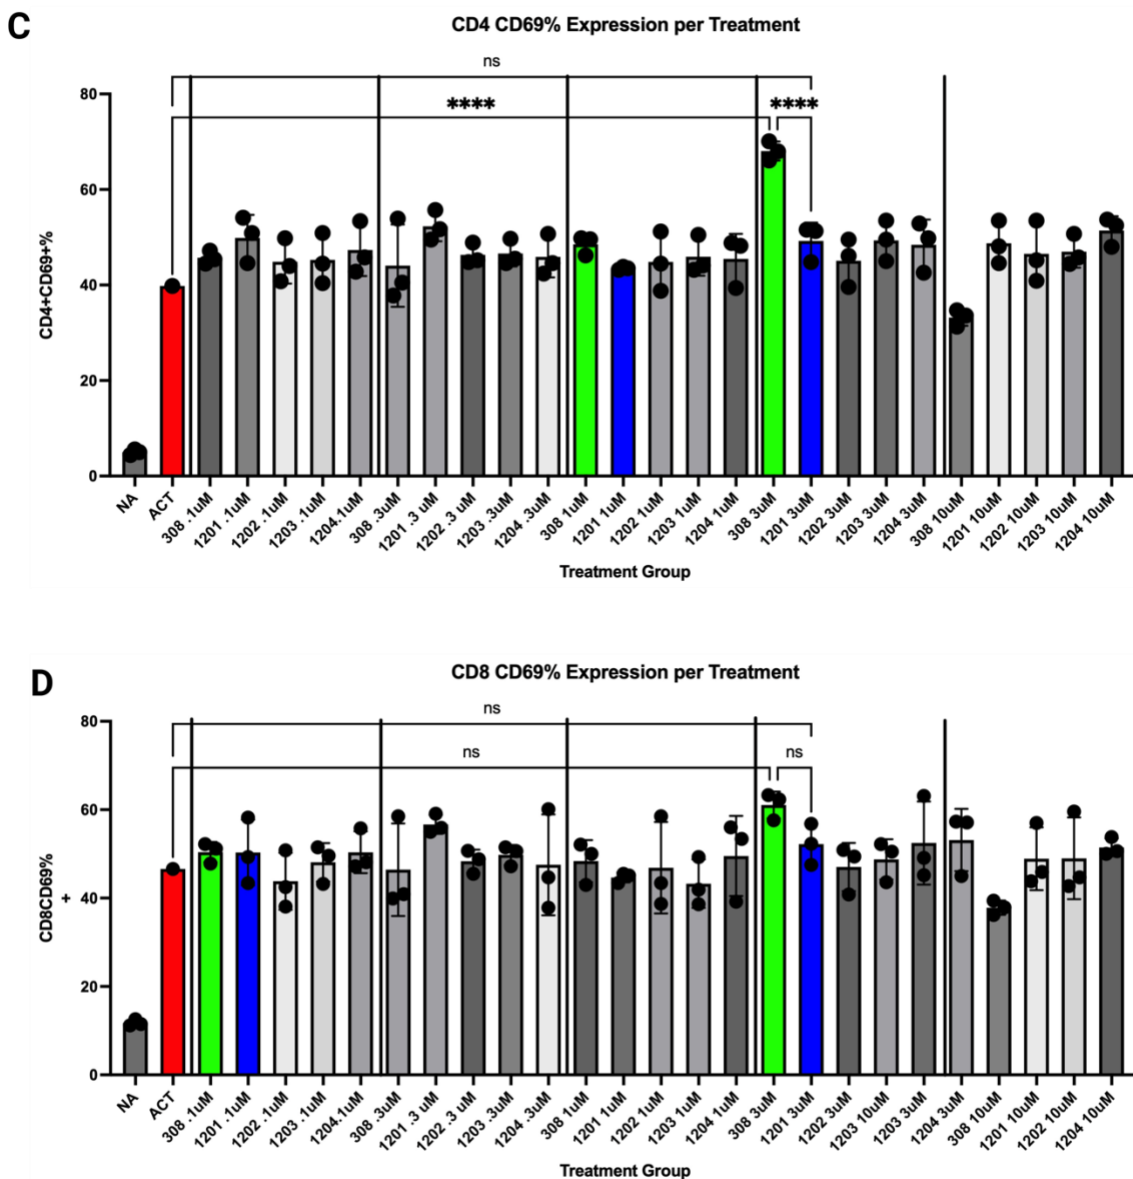 C
CD4 CD69% Expression per Treatment
ns
**** ****
80
60
40
20
0
CD4+CD69+%
NA
ACT
308 .1uM
1201 .1uM
1202 .1uM
1203 .1uM
1204.1uM
308 .3uM
1201 .3 uM
1202 .3 uM
1203 .3uM
1204 .3uM
308 1uM
1201 1uM
1202 1uM
1203 1uM
1204 1uM
308 3uM
1201 3uM
1202 3uM
1203 3uM
1204 3uM
308 10uM
1201 10uM
1202 10uM
1203 10uM
1204 10uM
Treatment Group
D
CD8 CD69% Expression per Treatment
ns
ns ns
80
60
40
20
0
CD8CD69%
+
NA
ACT
308 .1uM
1201 .1uM
1202 .1uM
1203 .1uM
1204.1uM
308 .3uM
1201 .3 uM
1202 .3 uM
1203 .3uM
1204 .3uM
308 1uM
1201 1uM
1202 1uM
1203 1uM
1204 1uM
308 3uM
1201 3uM
1202 3uM
1203 10uM
1203 3uM
1204 3uM
308 10uM
1201 10uM
1202 10uM
1204 10uM
Treatment Group